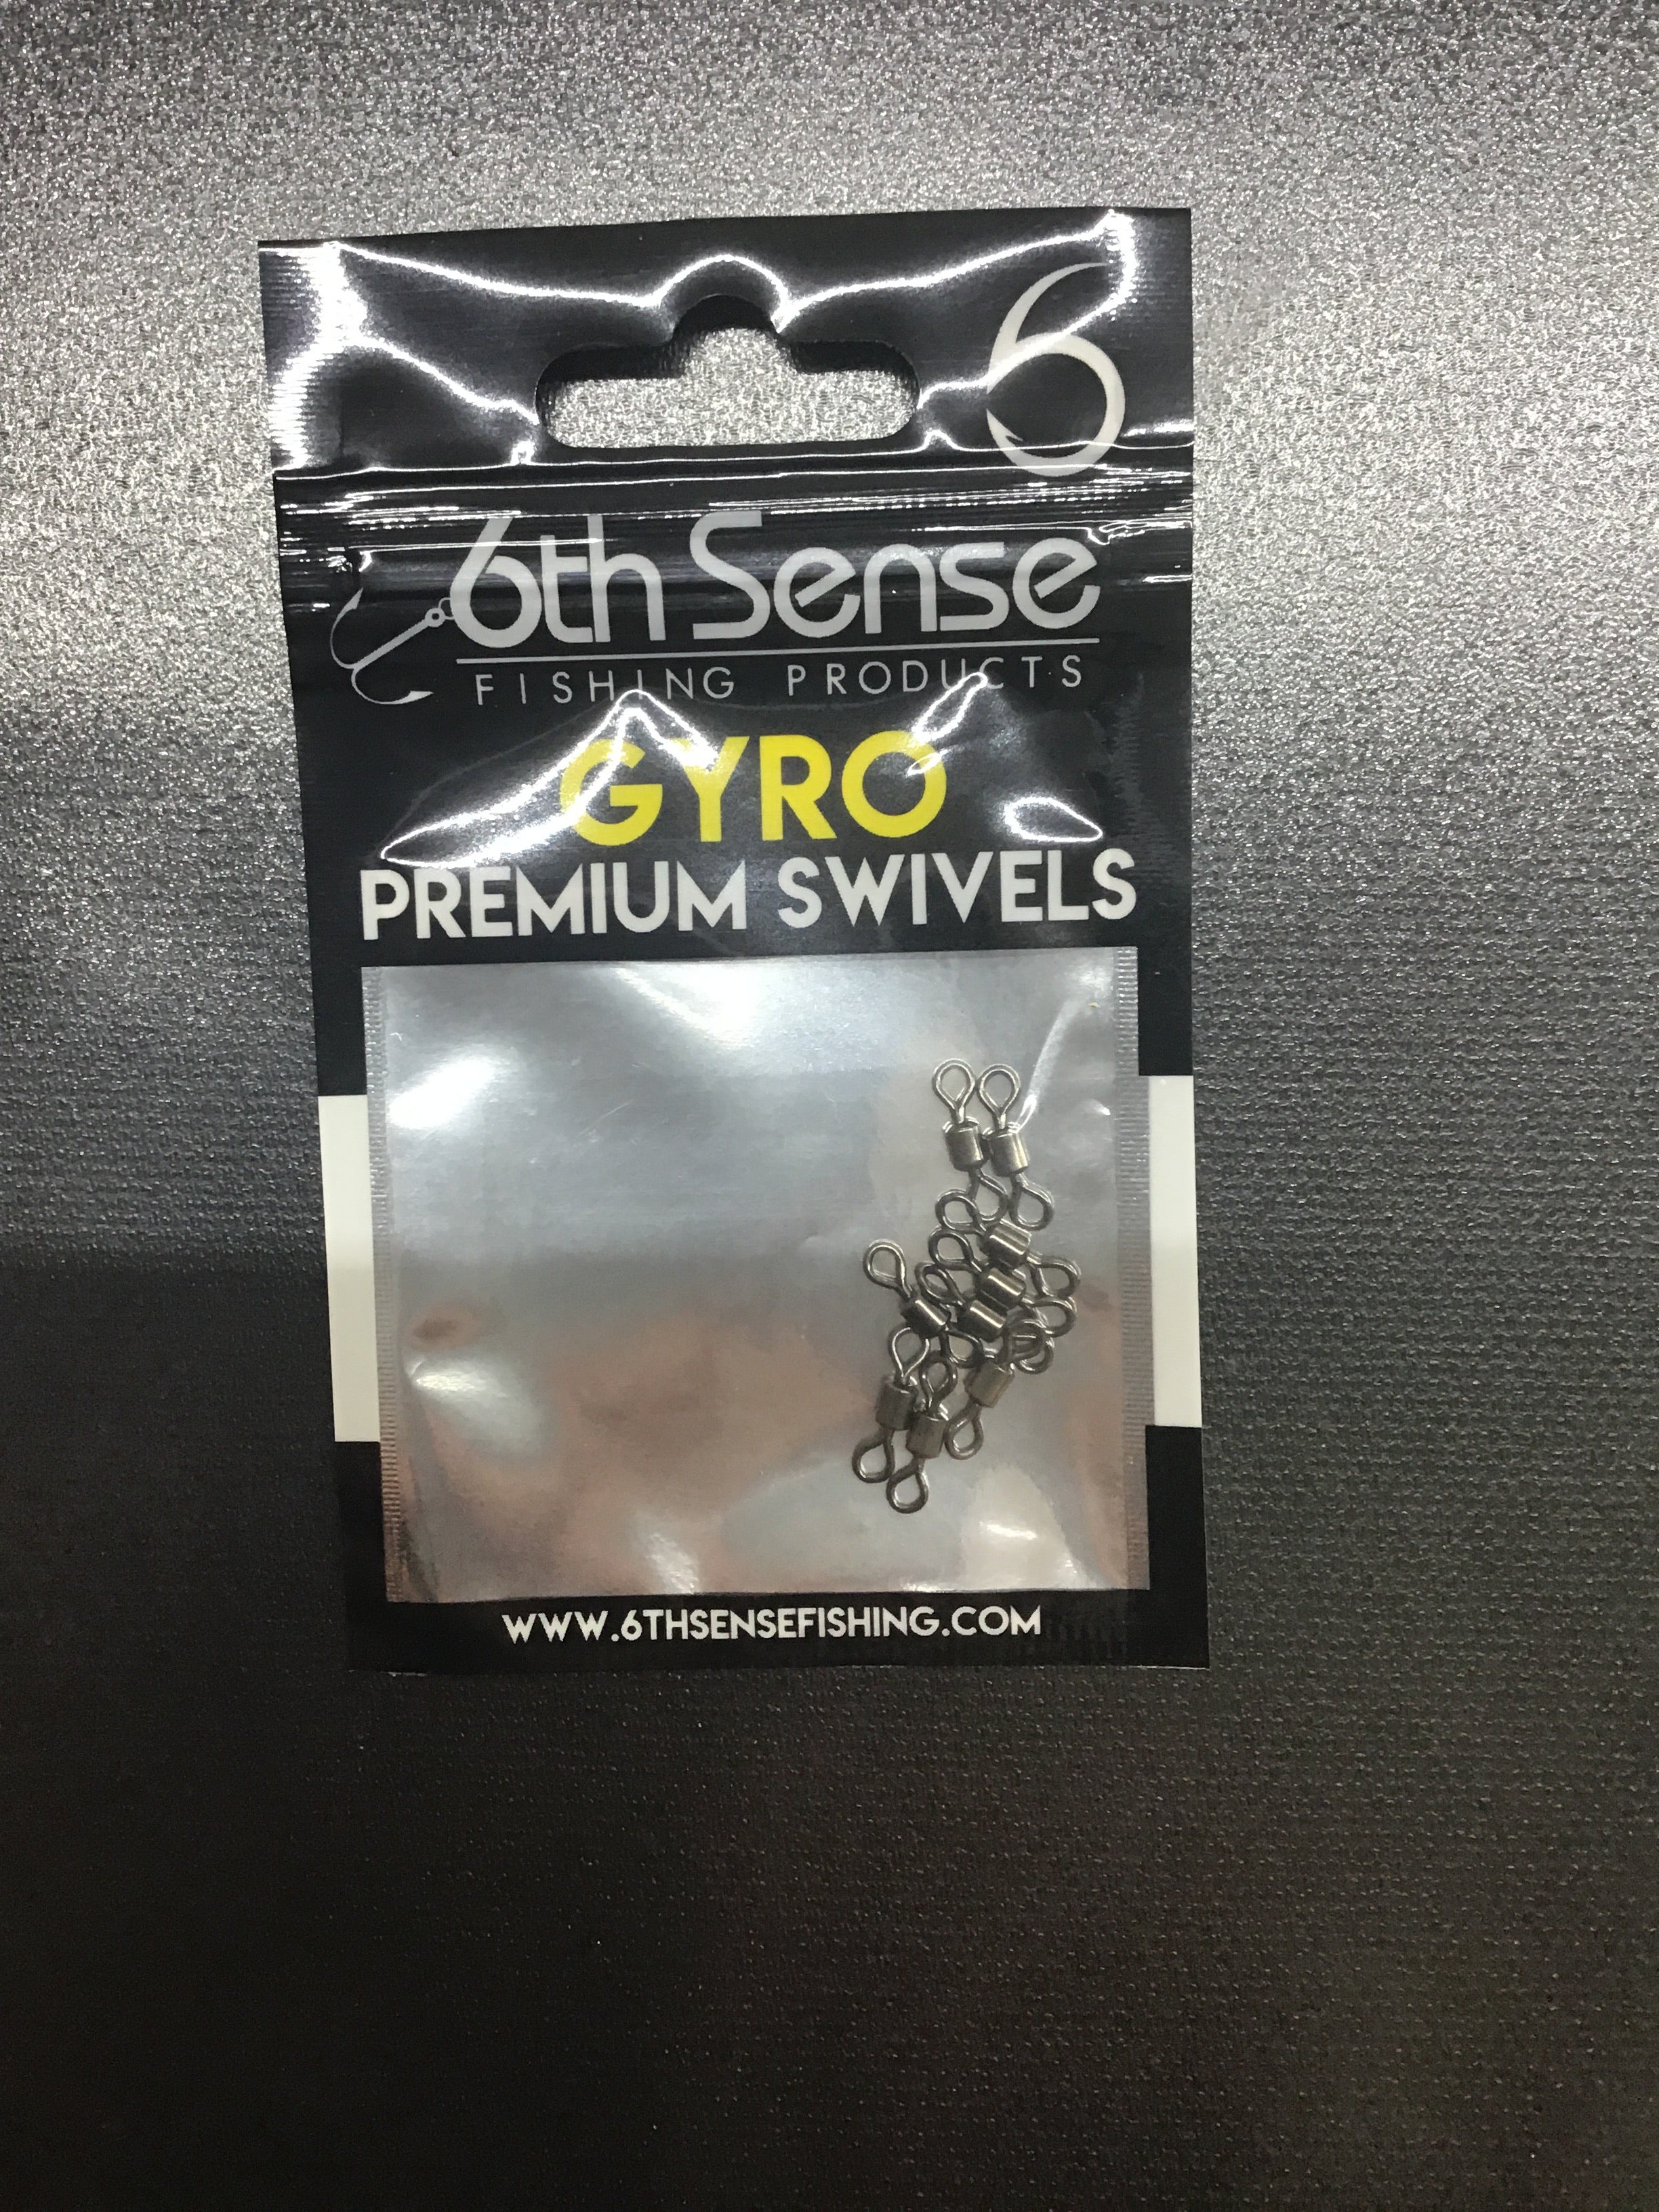 6
6th Sense
FISHING PRODUCTS
GYRO
PREMIUM SWIVELS
WWW.6THSENSEFISHING.COM